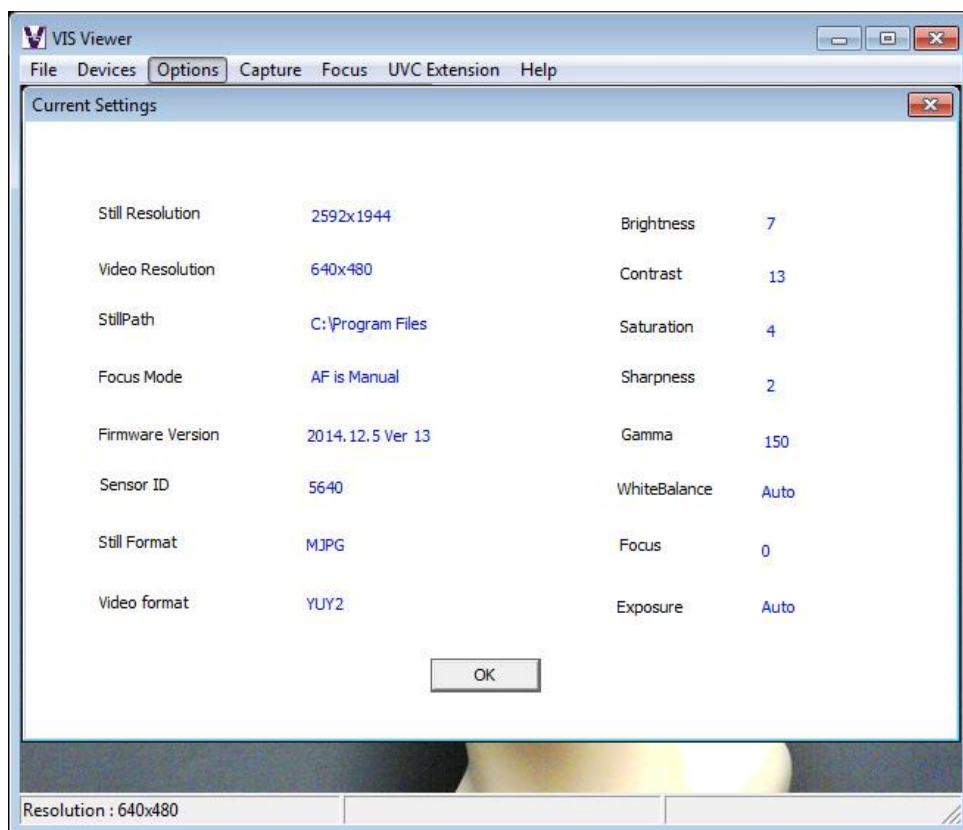 VIS Viewer
File Devices Options Capture Focus UVC Extension Help
Current Settings
Still Resolution 2592x1944
Video Resolution 640x480
StillPath C:\Program Files
Focus Mode AF is Manual
Firmware Version 2014.12.5 Ver 13
Sensor ID 5640
Still Format MJPG
Video format YUY2
Brightness 7
Contrast 13
Saturation 4
Sharpness 2
Gamma 150
WhiteBalance Auto
Focus 0
Exposure Auto
OK
Resolution : 640x480